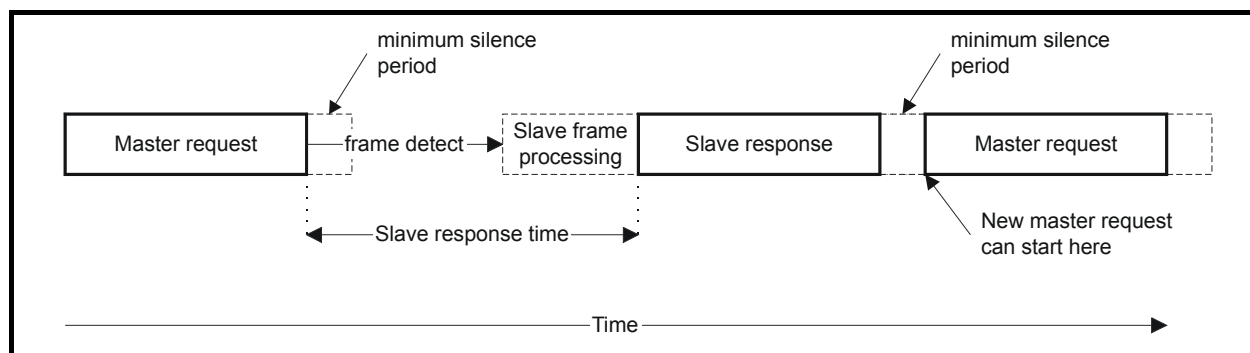 minimum silence
period
minimum silence
period
Master request
frame detect
Slave frame
processing
Slave response
Master request
Slave response time
New master request
can start here
Time